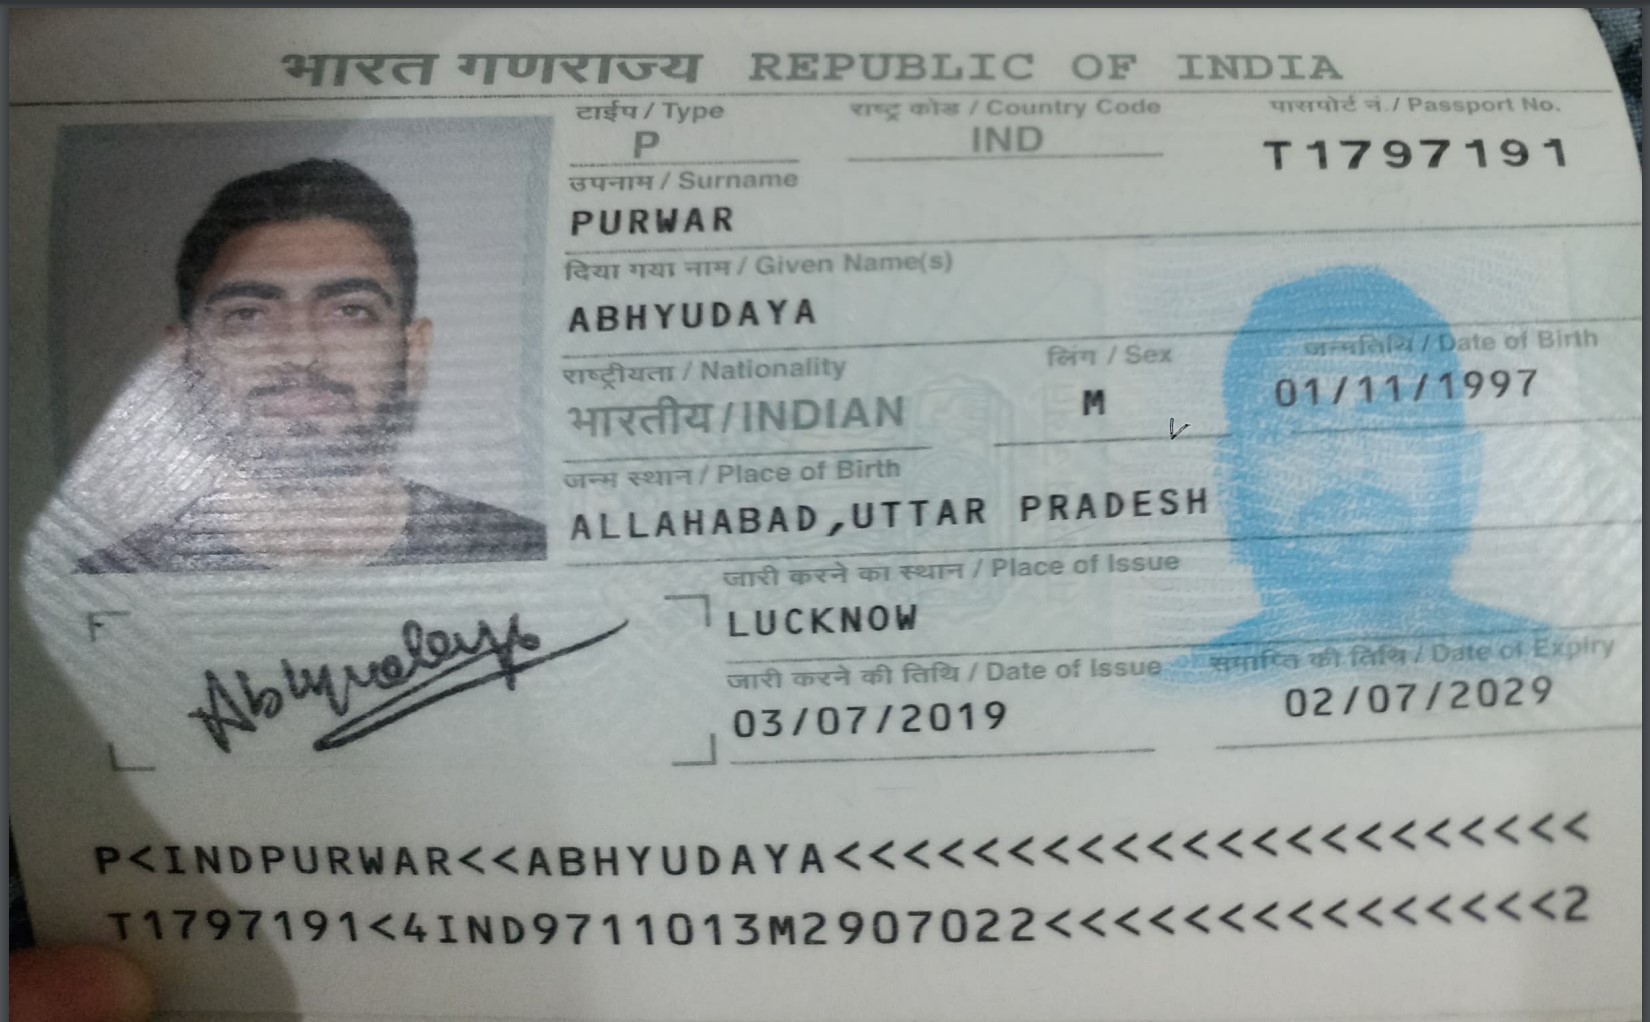 भारत गणराज्य REPUBLIC OF INDIA
टाईप / Type राष्ट्र कोड / Country Code पासपोर्ट नं. / Passport No.
P IND T1797191
उपनाम / Surname
PURWAR
दिया गया नाम / Given Name(s)
ABHYUDAYA
राष्ट्रीयता / Nationality लिंग / Sex जन्मतिथि / Date of Birth
भारतीय / INDIAN M 01/11/1997
जन्म स्थान / Place of Birth
ALLAHABAD,UTTAR PRADESH
जारी करने का स्थान / Place of Issue
LUCKNOW
जारी करने की तिथि / Date of Issue समाप्ति की तिथि / Date of Expiry
03/07/2019 02/07/2029
Abhyudaya
P<INDPURWAR<<ABHYUDAYA<<<<<<<<<<<<<<<<<<<<<<
T1797191<4IND9711013M2907022<<<<<<<<<<<<<<<2